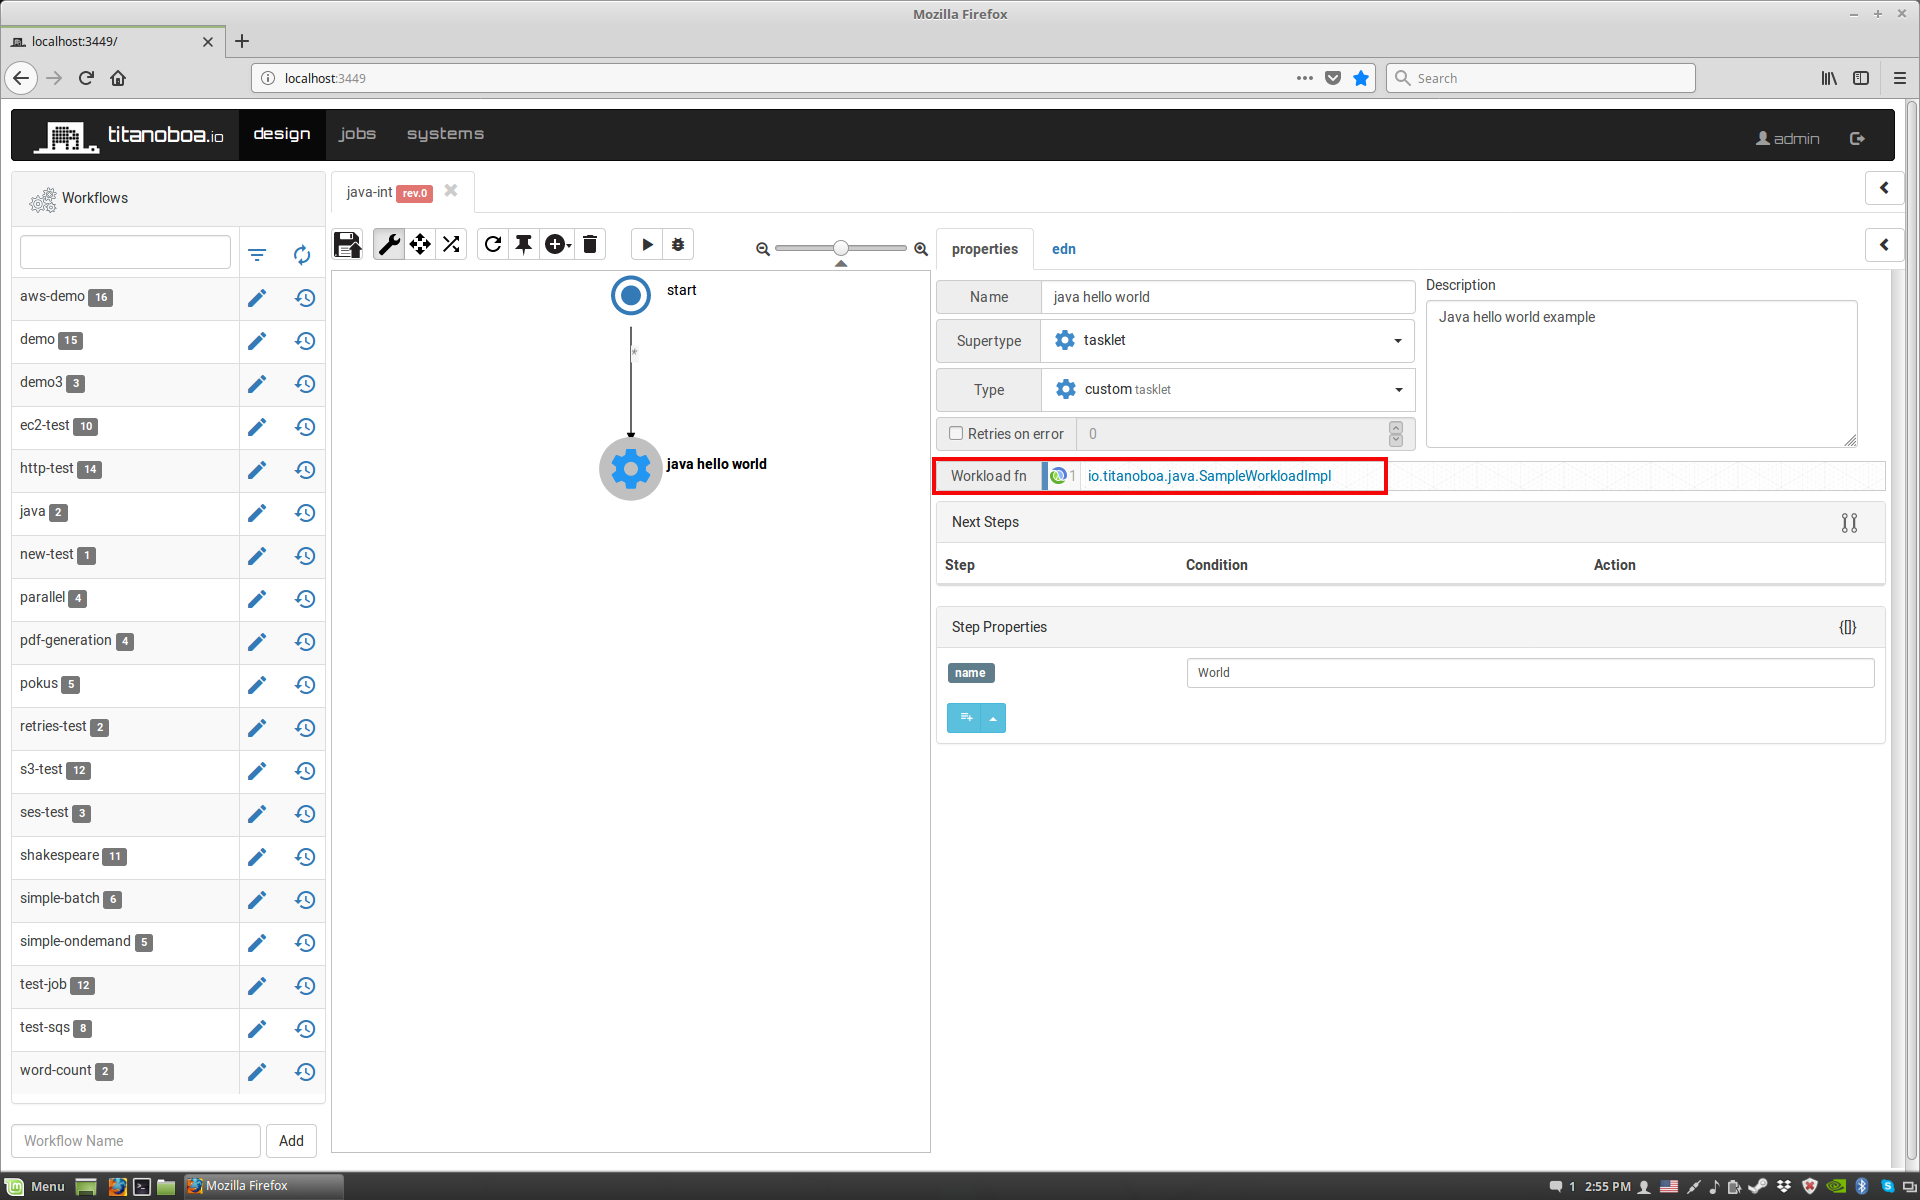 Mozilla Firefox
localhost:3449/
localhost:3449
Search
titanoboa.io
design
jobs
systems
admin
Workflows
java-int rev.0
aws-demo 16
demo 15
demo3 3
ec2-test 10
http-test 14
java 2
new-test 1
parallel 4
pdf-generation 4
pokus 5
retries-test 2
s3-test 12
ses-test 3
shakespeare 11
simple-batch 6
simple-ondemand 5
test-job 12
test-sqs 8
word-count 2
Workflow Name
Add
start
*
java hello world
properties
edn
Name
java hello world
Supertype
tasklet
Type
custom tasklet
Retries on error
0
Description
Java hello world example
Workload fn
1
io.titanoboa.java.SampleWorkloadImpl
Next Steps
Step
Condition
Action
Step Properties
{[]}
name
World
Menu
Mozilla Firefox
1
2:55 PM